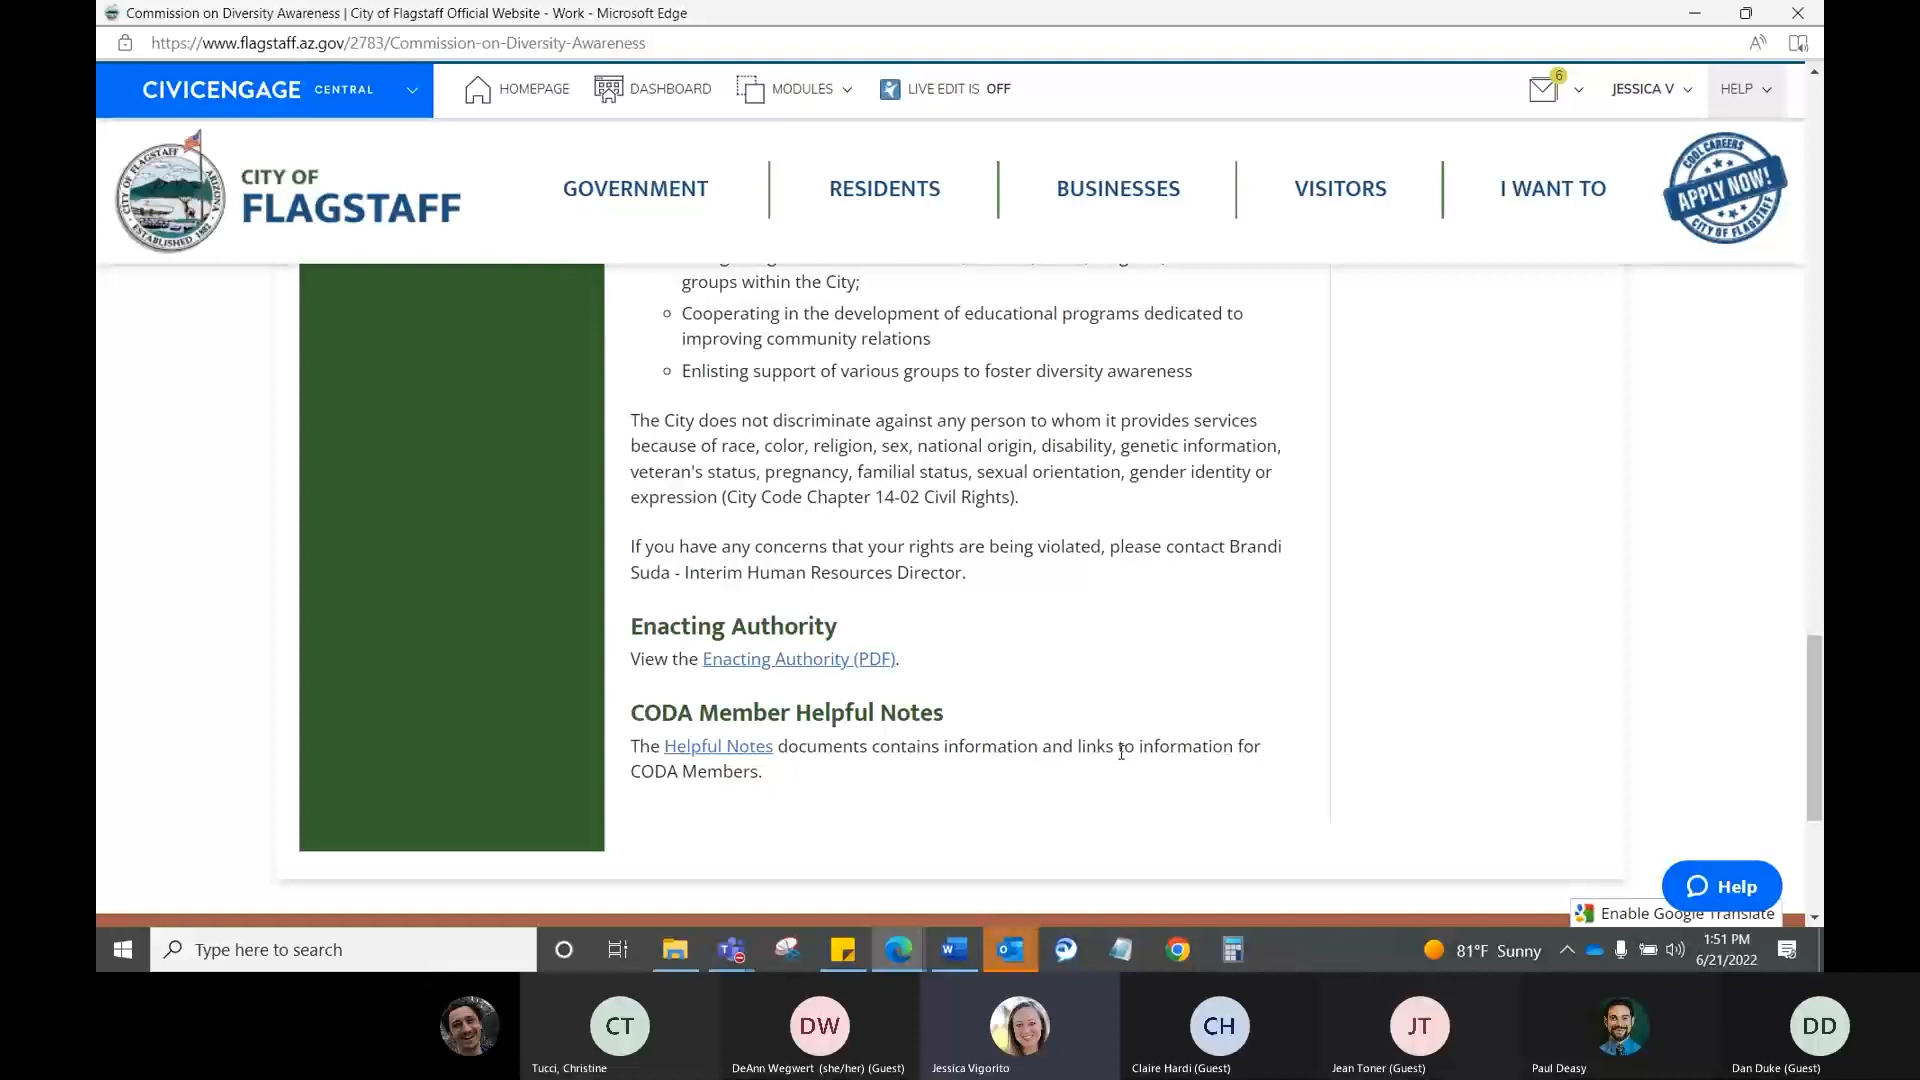 Commission on Diversity Awareness | City of Flagstaff Official Website - Work - Microsoft Edge
https://www.flagstaff.az.gov/2783/Commission-on-Diversity-Awareness
CIVICENGAGE CENTRAL HOMEPAGE DASHBOARD MODULES LIVE EDIT IS OFF 6 JESSICA V HELP
CITY OF FLAGSTAFF ARIZONA
ESTABLISHED 1882
CITY OF
FLAGSTAFF
GOVERNMENT RESIDENTS BUSINESSES VISITORS I WANT TO
COOL CAREERS
APPLY NOW!
CITY OF FLAGSTAFF
groups within the City;
Cooperating in the development of educational programs dedicated to
improving community relations
Enlisting support of various groups to foster diversity awareness
The City does not discriminate against any person to whom it provides services
because of race, color, religion, sex, national origin, disability, genetic information,
veteran's status, pregnancy, familial status, sexual orientation, gender identity or
expression (City Code Chapter 14-02 Civil Rights).
If you have any concerns that your rights are being violated, please contact Brandi
Suda - Interim Human Resources Director.
Enacting Authority
View the Enacting Authority (PDF).
CODA Member Helpful Notes
The Helpful Notes documents contains information and links to information for
CODA Members.
Help
Enable Google Translate
Type here to search
81°F Sunny
1:51 PM
6/21/2022
CT DW CH JT DD
Tucci, Christine DeAnn Wegwert (she/her) (Guest) Jessica Vigorito Claire Hardi (Guest) Jean Toner (Guest) Paul Deasy Dan Duke (Guest)